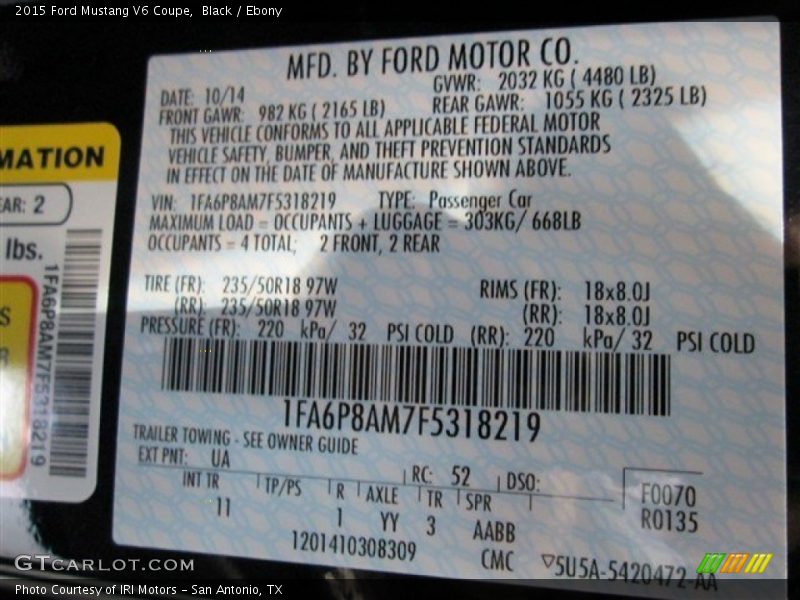 2015 Ford Mustang V6 Coupe, Black / Ebony
MATION
EAR: 2
lbs.
S
1FA6P8AM7F5318219
MFD. BY FORD MOTOR CO.
DATE: 10/14 GVWR: 2032 KG ( 4480 LB)
FRONT GAWR: 982 KG ( 2165 LB) REAR GAWR: 1055 KG ( 2325 LB)
THIS VEHICLE CONFORMS TO ALL APPLICABLE FEDERAL MOTOR
VEHICLE SAFETY, BUMPER, AND THEFT PREVENTION STANDARDS
IN EFFECT ON THE DATE OF MANUFACTURE SHOWN ABOVE.
VIN: 1FA6P8AM7F5318219 TYPE: Passenger Car
MAXIMUM LOAD = OCCUPANTS + LUGGAGE = 303KG/ 668LB
OCCUPANTS = 4 TOTAL; 2 FRONT, 2 REAR
TIRE (FR): 235/50R18 97W RIMS (FR): 18x8.0J
(RR): 235/50R18 97W (RR): 18x8.0J
PRESSURE (FR): 220 kPa/ 32 PSI COLD (RR): 220 kPa/ 32 PSI COLD
1FA6P8AM7F5318219
TRAILER TOWING - SEE OWNER GUIDE
EXT PNT: UA RC: 52 DSO: F0070
INT TR TP/PS R AXLE TR SPR R0135
11 1 YY 3 AABB
1201410308309 CMC ▽5U5A-5420472-AA
GTCARLOT.COM
Photo Courtesy of IRI Motors – San Antonio, TX